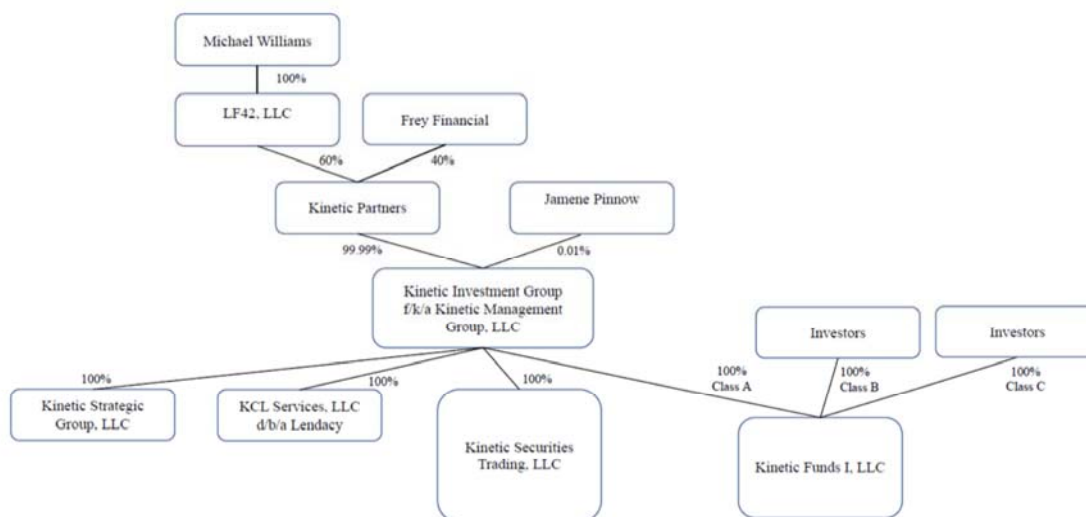 Michael Williams
100%
LF42, LLC
Frey Financial
60%
40%
Kinetic Partners
Jamene Pinnow
99.99%
0.01%
Kinetic Investment Group
f/k/a Kinetic Management
Group, LLC
Investors
Investors
100%
100%
100%
100%
Class A
100%
Class B
100%
Class C
Kinetic Strategic
Group, LLC
KCL Services, LLC
d/b/a Lendacy
Kinetic Securities
Trading, LLC
Kinetic Funds I, LLC